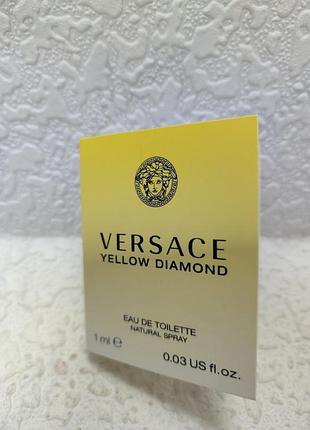 VERSACE
YELLOW DIAMOND
EAU DE TOILETTE
NATURAL SPRAY
1 ml ℮ 0.03 US fl.oz.